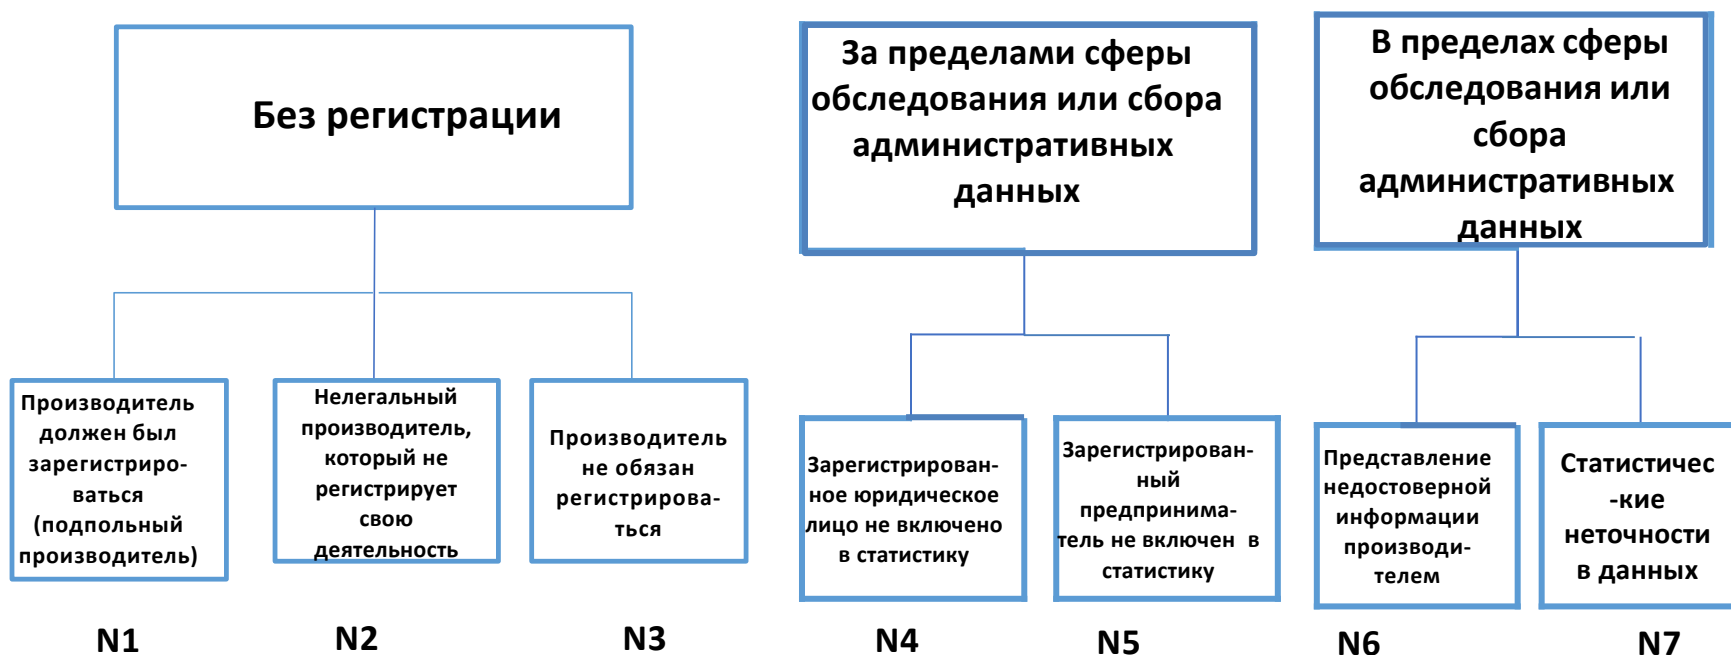 Без регистрации
За пределами сферы
обследования или сбора
административных
данных
В пределах сферы
обследования или
сбора
административных
данных
Производитель
должен был
зарегистриро-
ваться
(подпольный
производитель)
Нелегальный
производитель,
который не
регистрирует
свою
деятельность
Производитель
не обязан
регистрирова-
ться
Зарегистрирован-
ное юридическое
лицо не включено
в статистику
Зарегистрирован-
ный
предпринима-
тель не включен в
статистику
Представление
недостоверной
информации
производи-
телем
Статистичес
-кие
неточности
в данных
N1
N2
N3
N4
N5
N6
N7